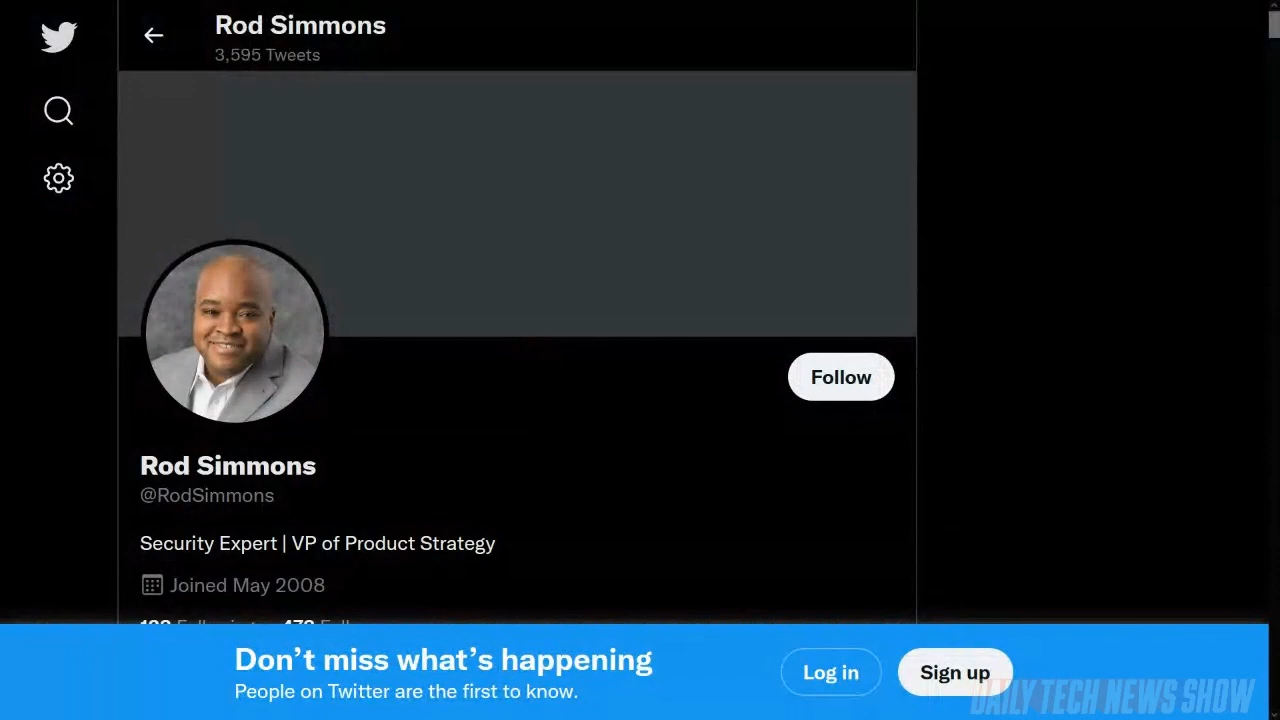 Rod Simmons
3,595 Tweets
Follow
Rod Simmons
@RodSimmons
Security Expert | VP of Product Strategy
Joined May 2008
Don’t miss what’s happening
People on Twitter are the first to know.
Log in
Sign up
DAILY TECH NEWS SHOW